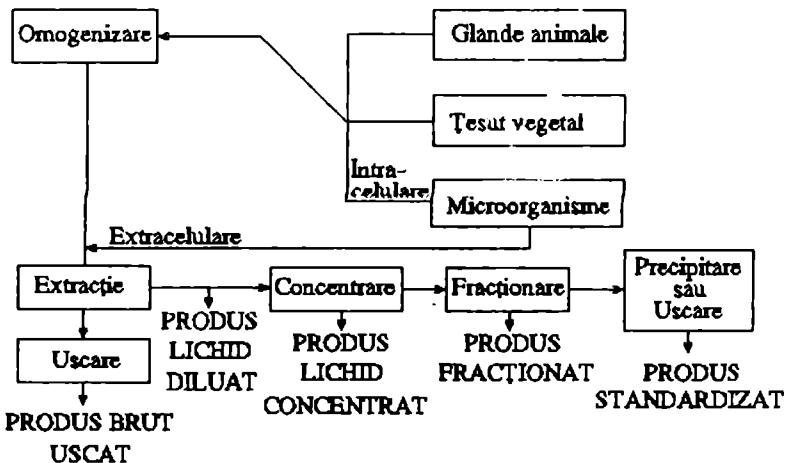 Omogenizare
Glande animale
Țesut vegetal
Intra-
celulare
Microorganisme
Extracelulare
Extracție
Concentrare
Fracționare
Precipitare
sau
Uscare
Uscare
PRODUS
LICHID
DILUAT
PRODUS
LICHID
CONCENTRAT
PRODUS
FRACȚIONAT
PRODUS
STANDARDIZAT
PRODUS BRUT
USCAT